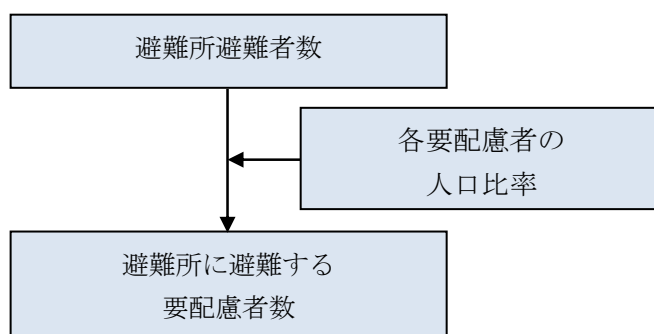 避難所避難者数
各要配慮者の
人口比率
避難所に避難する
要配慮者数